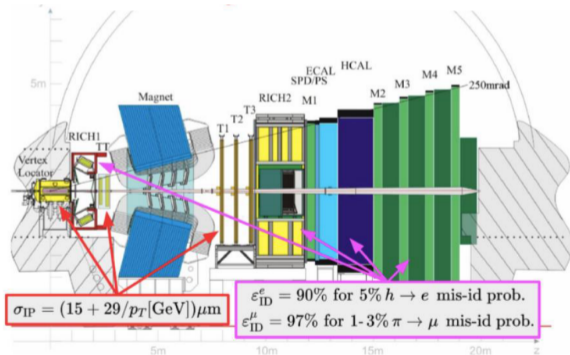 5m
Magnet
Vertex
Locator
RICH1
TT
T1
T2
T3
RICH2
M1
SPD/PS
ECAL
HCAL
M2
M3
M4
M5
250mrad
σ_IP = (15 + 29/p_T[GeV])μm
ε^e_ID = 90% for 5% h → e mis-id prob.
ε^μ_ID = 97% for 1-3% π → μ mis-id prob.
5m
10m
15m
20m
z